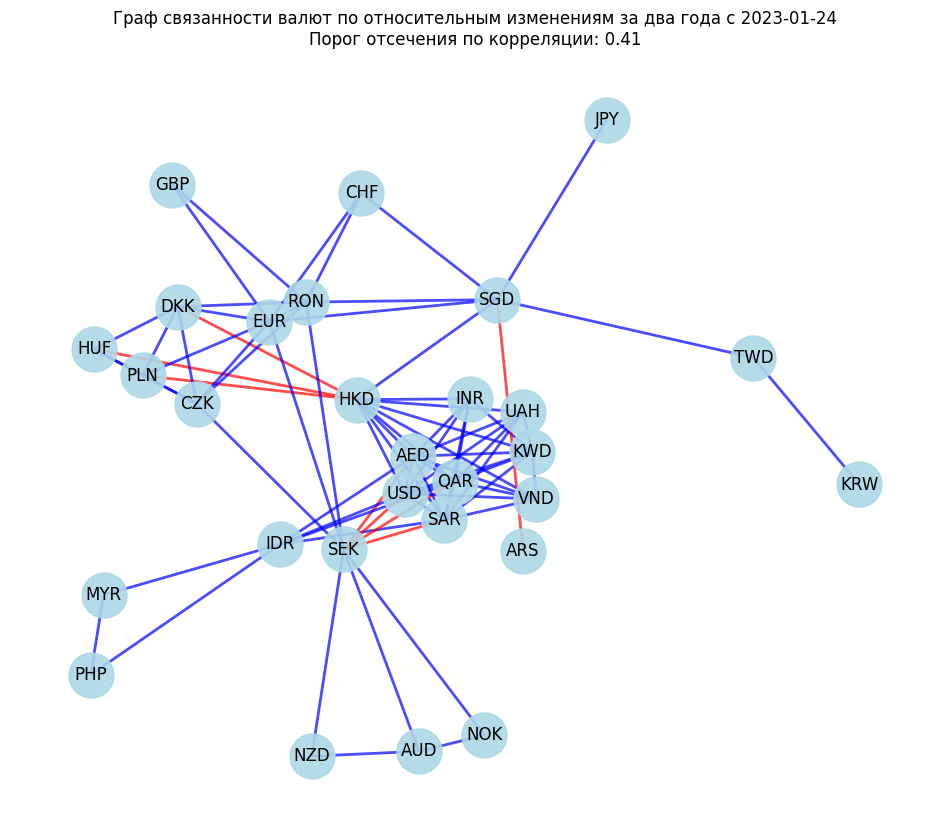 Граф связанности валют по относительным изменениям за два года с 2023-01-24
Порог отсечения по корреляции: 0.41
JPY
GBP
CHF
DKK
RON
SGD
EUR
HUF
TWD
PLN
CZK
HKD
INR
UAH
AED
KWD
QAR
KRW
USD
VND
SAR
IDR
SEK
ARS
MYR
PHP
NOK
NZD
AUD